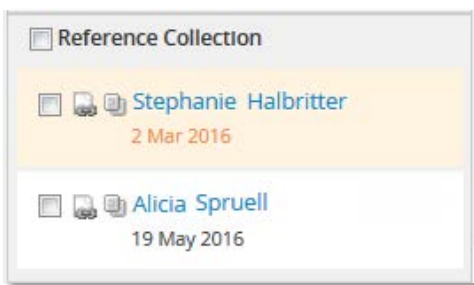 Reference Collection
Stephanie Halbritter
2 Mar 2016
Alicia Spruell
19 May 2016